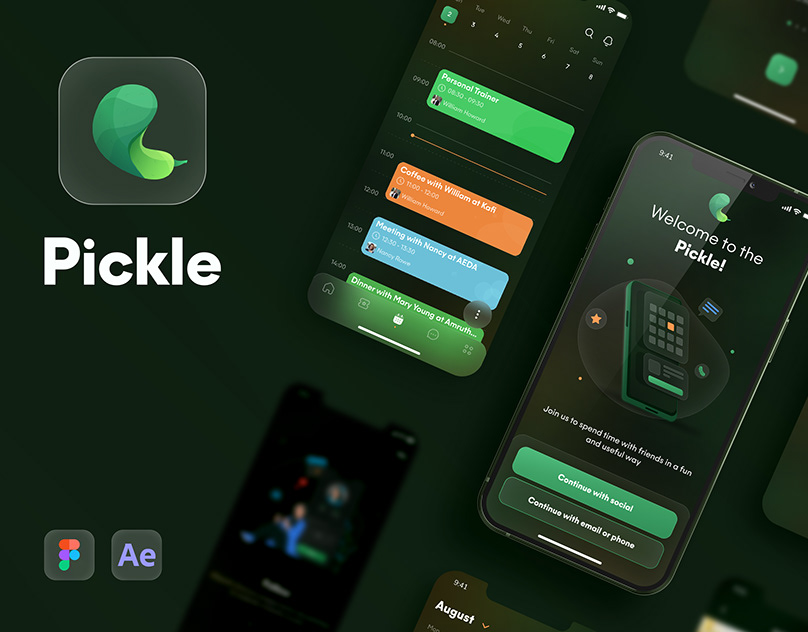 Pickle
Ae
Tue
Wed
Thu
Fri
Sat
Sun
2
3
4
5
6
7
8
08:00
09:00
Personal Trainer
08:30 - 09:30
William Howard
10:00
11:00
Coffee with William at Kafi
11:00 - 12:00
William Howard
12:00
13:00
Meeting with Nancy at AEDA
12:30 - 13:30
Nancy Rowe
14:00
Dinner with Mary Young at Amruth...
9:41
Welcome to the
Pickle!
Join us to spend time with friends in a fun
and useful way
Continue with social
Continue with email or phone
9:41
August